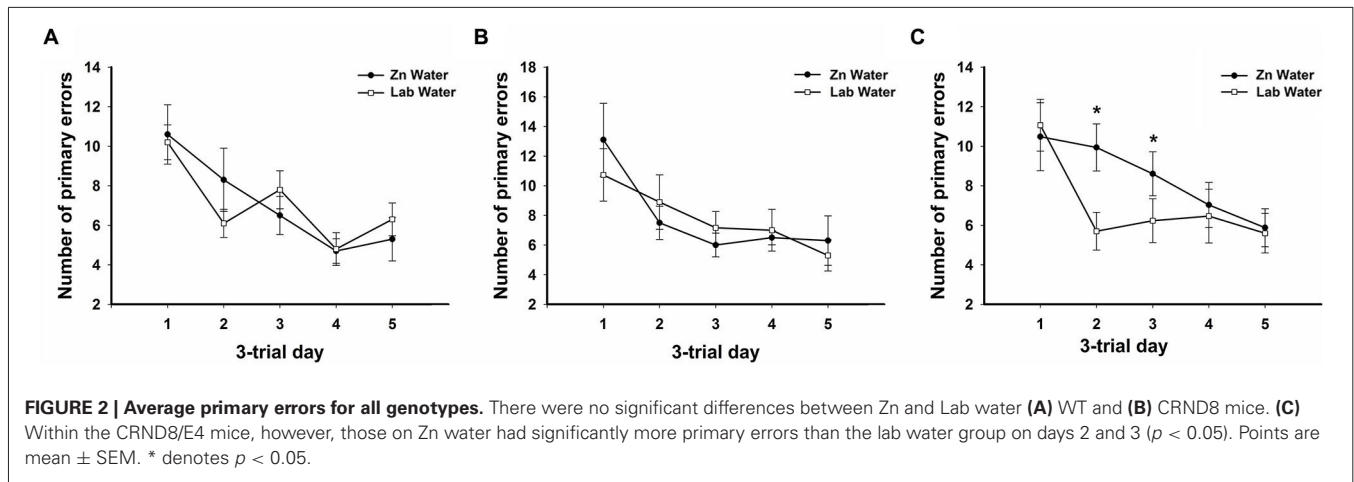 A
B
C
14
12
10
8
6
4
2
Number of primary errors
Zn Water
Lab Water
1 2 3 4 5
3-trial day
18
16
14
12
10
8
6
4
2
Number of primary errors
Zn Water
Lab Water
1 2 3 4 5
3-trial day
14
12
10
8
6
4
2
Number of primary errors
Zn Water
Lab Water
* *
1 2 3 4 5
3-trial day
FIGURE 2 | Average primary errors for all genotypes. There were no significant differences between Zn and Lab water (A) WT and (B) CRND8 mice. (C)
Within the CRND8/E4 mice, however, those on Zn water had significantly more primary errors than the lab water group on days 2 and 3 (p < 0.05). Points are
mean ± SEM. * denotes p < 0.05.